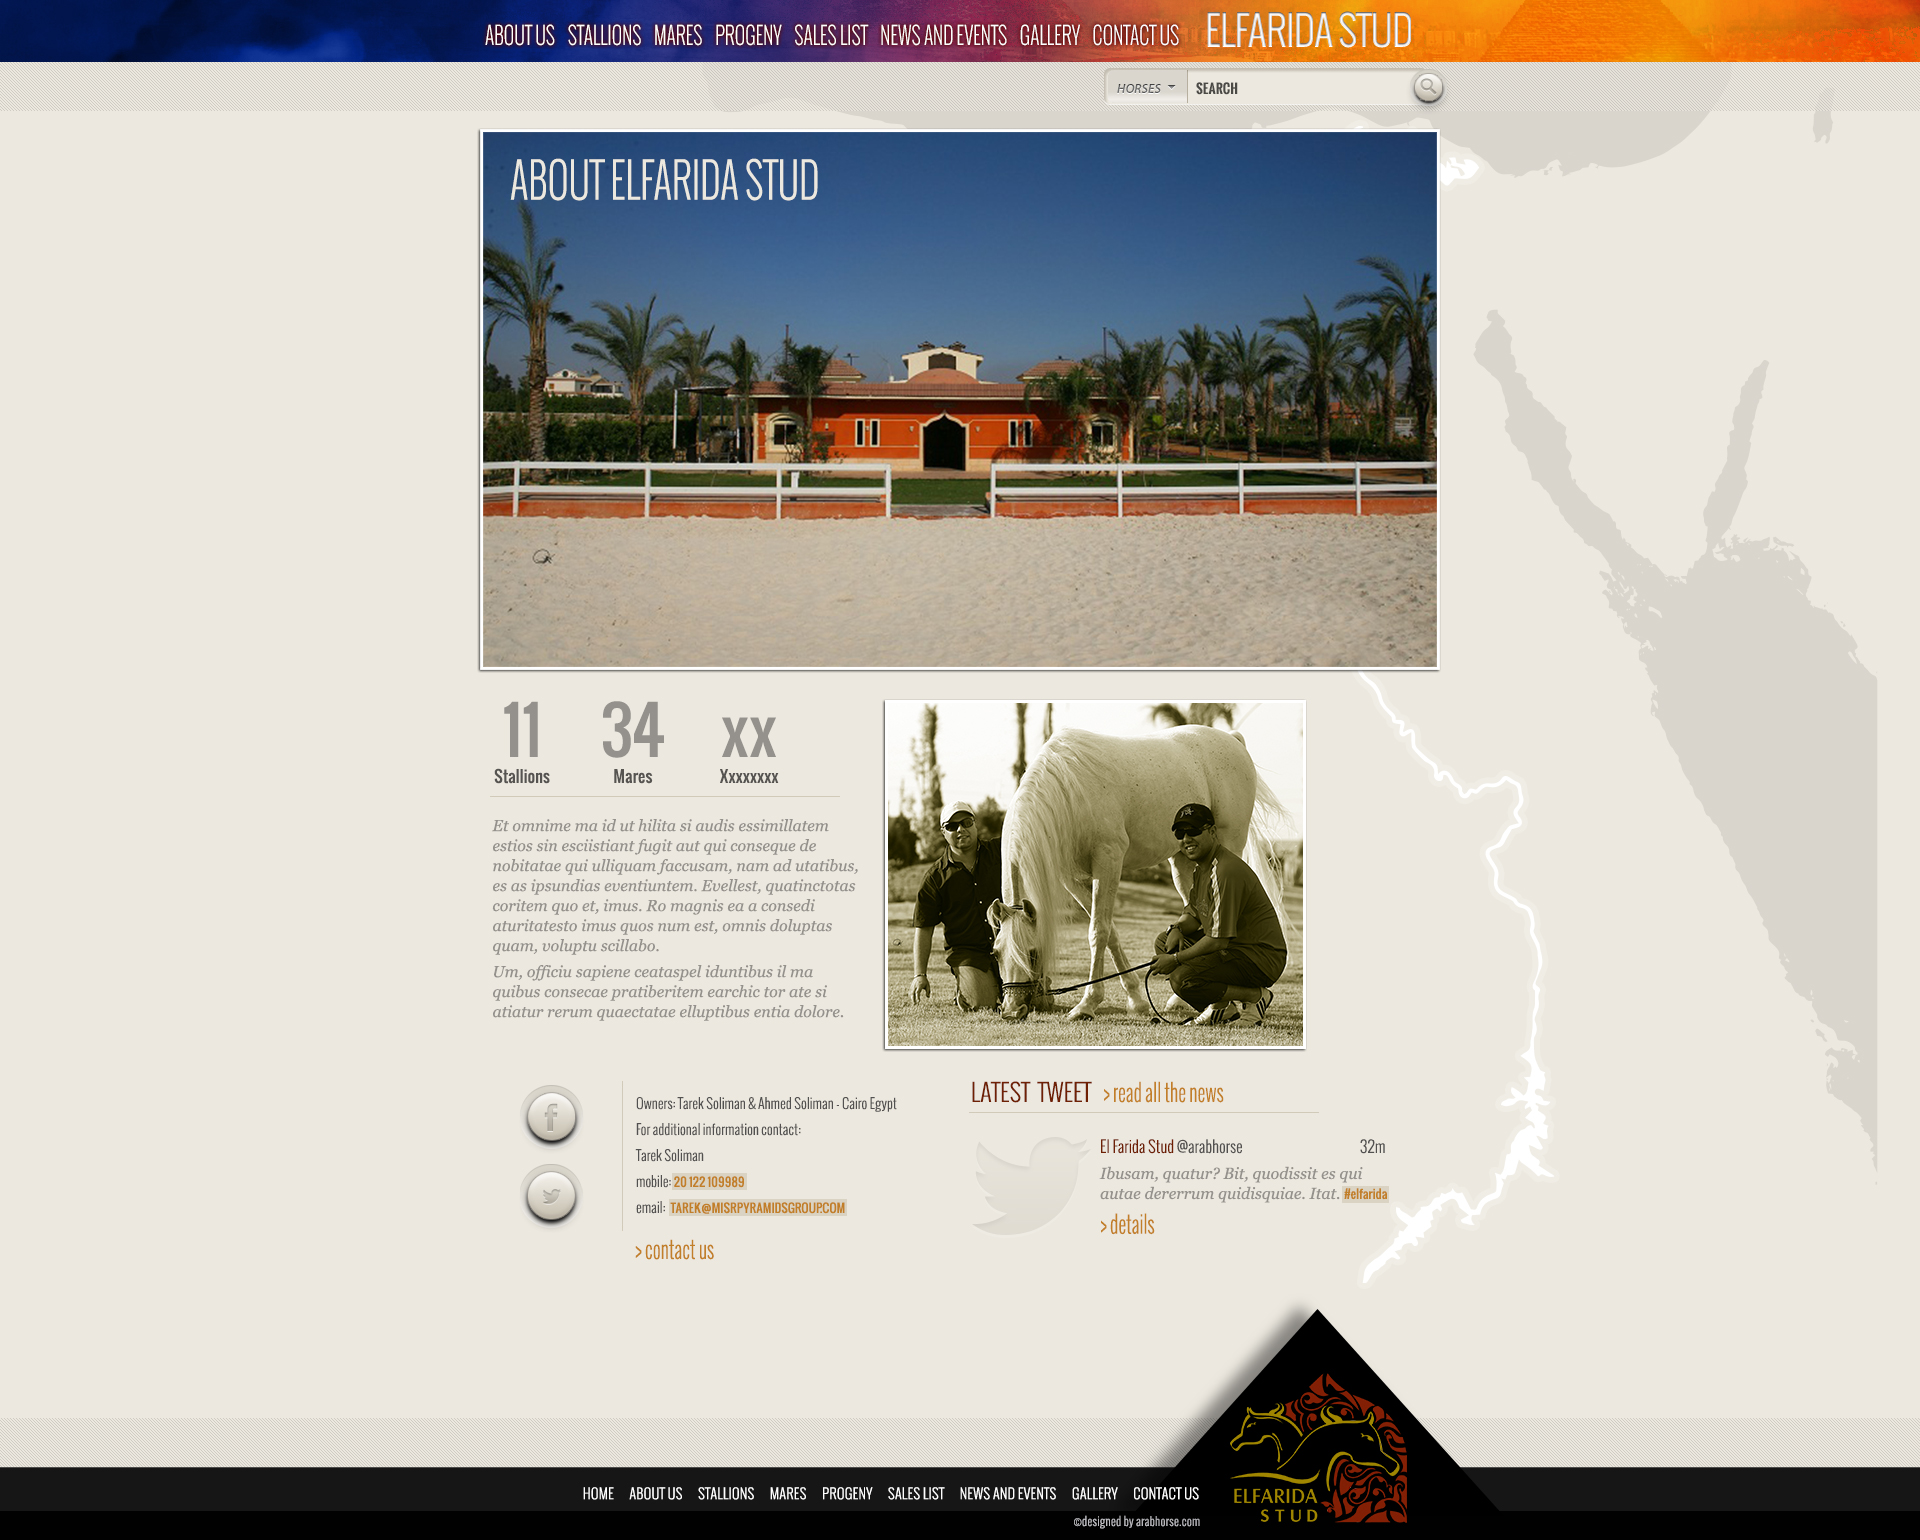 ABOUT US STALLIONS MARES PROGENY SALES LIST NEWS AND EVENTS GALLERY CONTACT US ELFARIDA STUD
HORSES SEARCH
ABOUT ELFARIDA STUD
11 34 xx
Stallions Mares Xxxxxxxx
Et omnime ma id ut hilita si audis essimillatem
estios sin esciistiant fugit aut qui conseque de
nobitatae qui ulliquam faccusam, nam ad utatibus,
es as ipsundias eventiuntem. Evellest, quatinctotas
coritem quo et, imus. Ro magnis ea a consedi
aturitatesto imus quos num est, omnis doluptas
quam, voluptu scillabo.
Um, officiu sapiene ceataspel iduntibus il ma
quibus consecae pratiberitem earchic tor ate si
atiatur rerum quaectatae elluptibus entia dolore.
Owners: Tarek Soliman & Ahmed Soliman - Cairo Egypt
For additional information contact:
Tarek Soliman
mobile: 20 122 109989
email: TAREK@MISRPYRAMIDSGROUP.COM
> contact us
LATEST TWEET > read all the news
El Farida Stud @arabhorse 32m
Ibusam, quatur? Bit, quodissit es qui
autae dererrum quidisquiae. Itat. #elfarida
> details
HOME ABOUT US STALLIONS MARES PROGENY SALES LIST NEWS AND EVENTS GALLERY CONTACT US
©designed by arabhorse.com
ELFARIDA
STUD